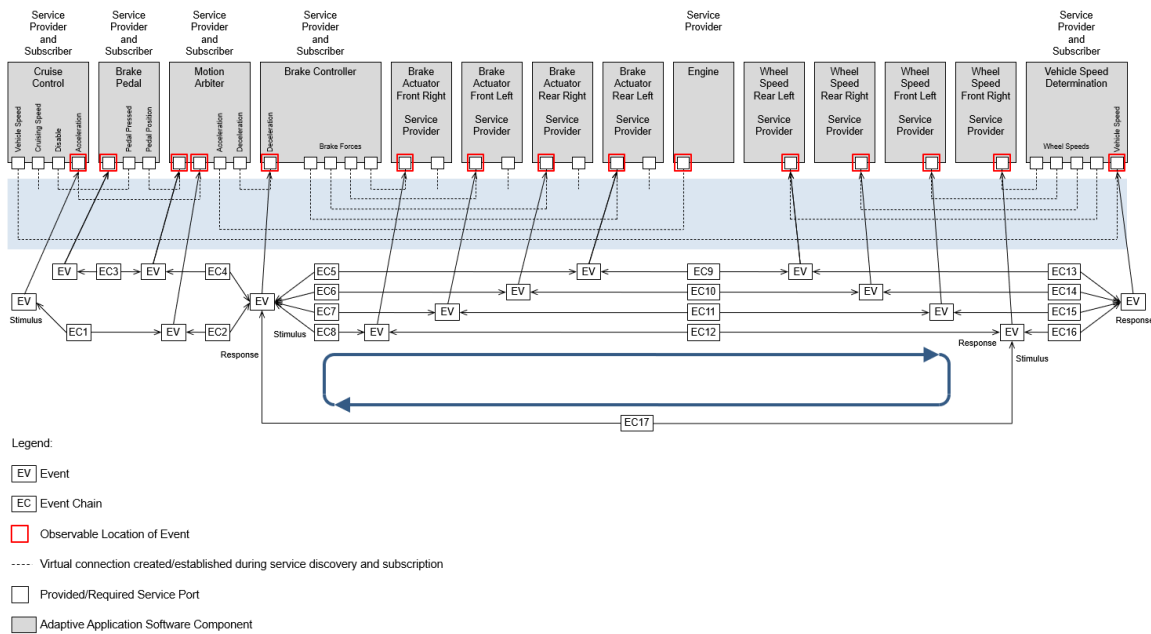 Service
Provider
and
Subscriber
Service
Provider
and Subscriber
Service
Provider
and Subscriber
Service
Provider
and
Subscriber
Service
Provider
Service
Provider
and
Subscriber
Cruise
Control
Vehicle Speed
Cruising Speed
Disable
Acceleration
Brake
Pedal
Pedal Pressed
Pedal Position
Motion
Arbiter
Acceleration
Deceleration
Brake Controller
Deceleration
Brake Forces
Brake
Actuator
Front Right
Service
Provider
Brake
Actuator
Front Left
Service
Provider
Brake
Actuator
Rear Right
Service
Provider
Brake
Actuator
Rear Left
Service
Provider
Engine
Wheel
Speed
Rear Left
Service
Provider
Wheel
Speed
Rear Right
Service
Provider
Wheel
Speed
Front Left
Service
Provider
Wheel
Speed
Front Right
Service
Provider
Vehicle Speed
Determination
Wheel Speeds
Vehicle Speed
EV EC3 EV EC4 EC5 EV EC9 EV EC13
EV EV EC6 EV EC10 EV EC14 EV
Stimulus EC7 EV EC11 EV EC15 Response
EC1 EV EC2 Stimulus EC8 EV EC12 EV EC16
Response Response Stimulus
EC17
Legend:
EV Event
EC Event Chain
Observable Location of Event
Virtual connection created/established during service discovery and subscription
Provided/Required Service Port
Adaptive Application Software Component